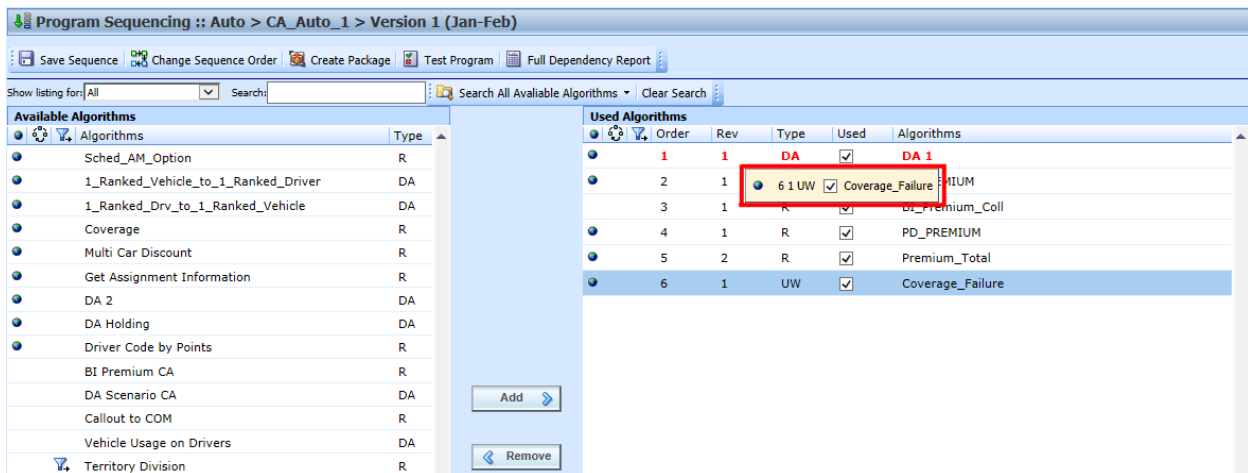 Program Sequencing :: Auto > CA_Auto_1 > Version 1 (Jan-Feb)
Save Sequence Change Sequence Order Create Package Test Program Full Dependency Report
Show listing for: All Search: Search All Avaliable Algorithms Clear Search
Available Algorithms
Algorithms Type
Sched_AM_Option R
1_Ranked_Vehicle_to_1_Ranked_Driver DA
1_Ranked_Drv_to_1_Ranked_Vehicle DA
Coverage R
Multi Car Discount R
Get Assignment Information R
DA 2 DA
DA Holding DA
Driver Code by Points R
BI Premium CA R
DA Scenario CA DA
Callout to COM R
Vehicle Usage on Drivers DA
Territory Division R
Add
Remove
Used Algorithms
Order Rev Type Used Algorithms
1 1 DA DA 1
2 1
6 1 UW Coverage_Failure
3 1 R BI_Premium_Coll
4 1 R PD_PREMIUM
5 2 R Premium_Total
6 1 UW Coverage_Failure